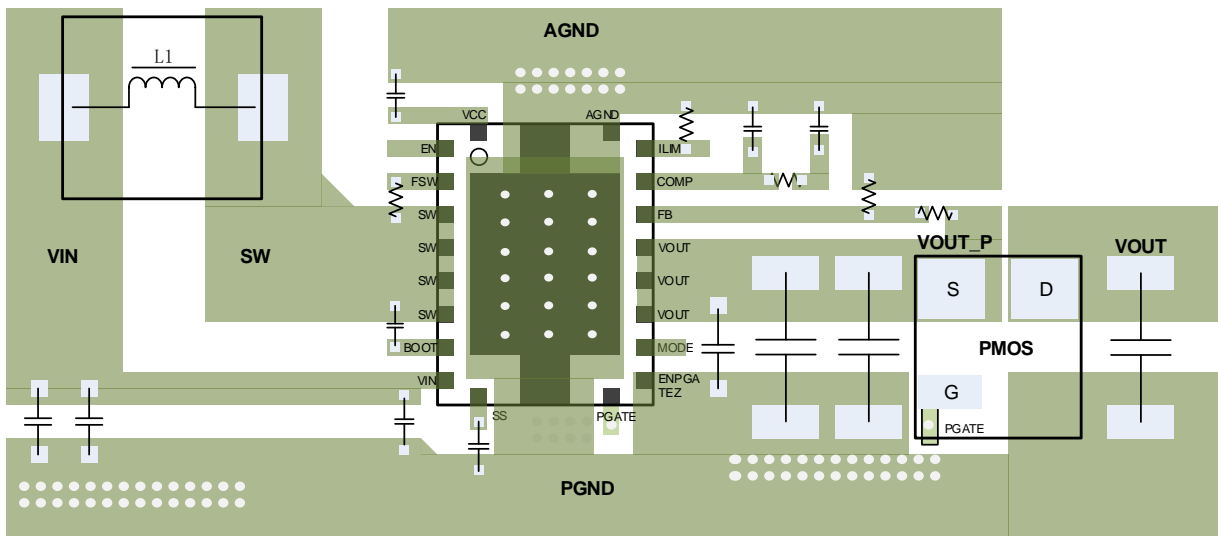 AGND
L1
VCC
AGND
EN
ILIM
FSW
COMP
SW
FB
VIN
SW
SW
VOUT
VOUT_P
VOUT
SW
VOUT
S
D
SW
VOUT
BOOT
MODE
PMOS
VIN
ENPGA
TEZ
G
SS
PGATE
PGATE
PGND